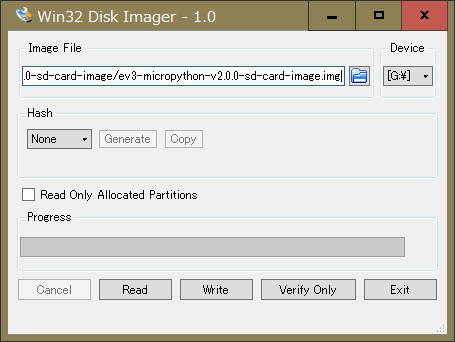 Win32 Disk Imager - 1.0
Image File
Device
.0-sd-card-image/ev3-micropython-v2.0.0-sd-card-image.img
[G:¥]
Hash
None
Generate
Copy
Read Only Allocated Partitions
Progress
Cancel
Read
Write
Verify Only
Exit